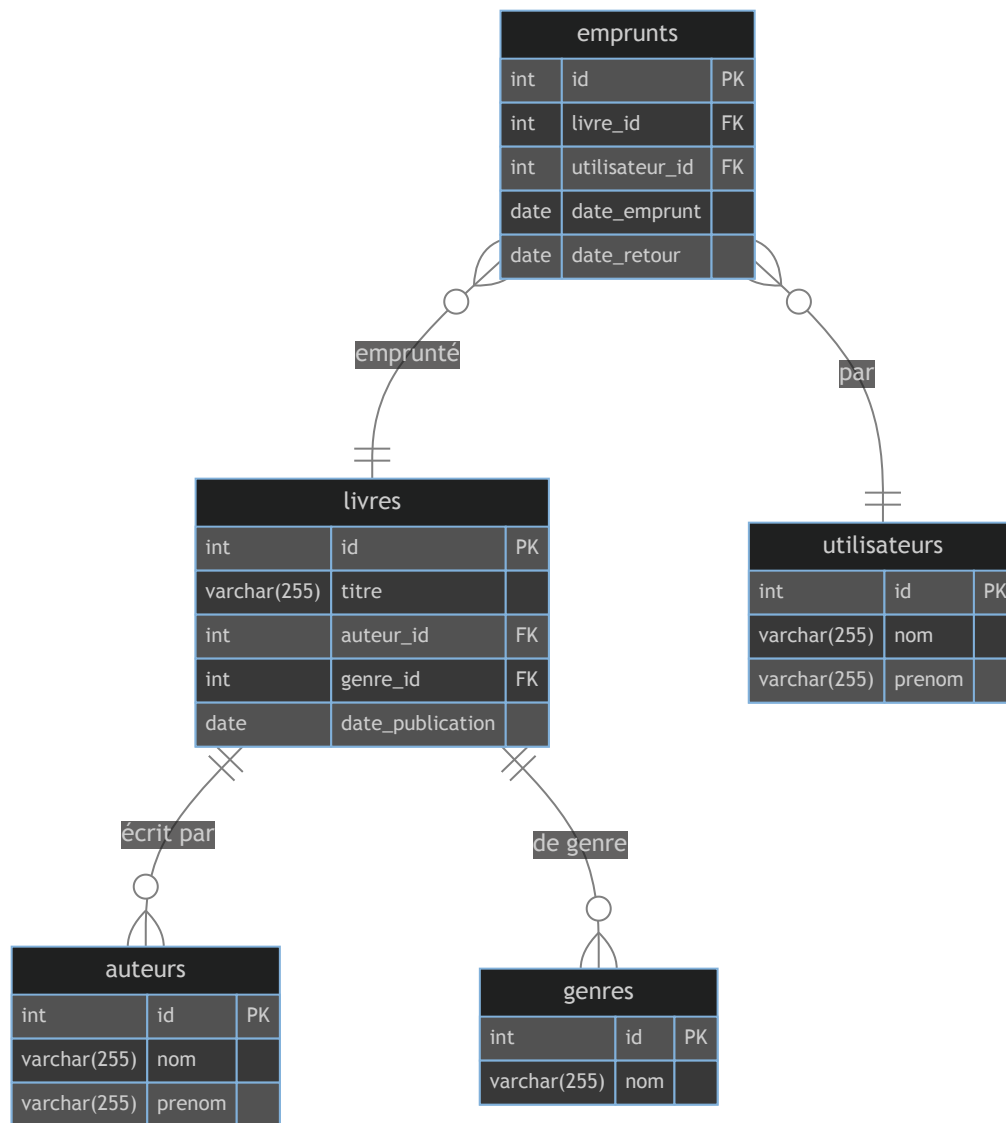 emprunts
int id PK
int livre_id FK
int utilisateur_id FK
date date_emprunt
date date_retour
emprunté
par
livres
int id PK
varchar(255) titre
int auteur_id FK
int genre_id FK
date date_publication
utilisateurs
int id PK
varchar(255) nom
varchar(255) prenom
écrit par
de genre
auteurs
int id PK
varchar(255) nom
varchar(255) prenom
genres
int id PK
varchar(255) nom